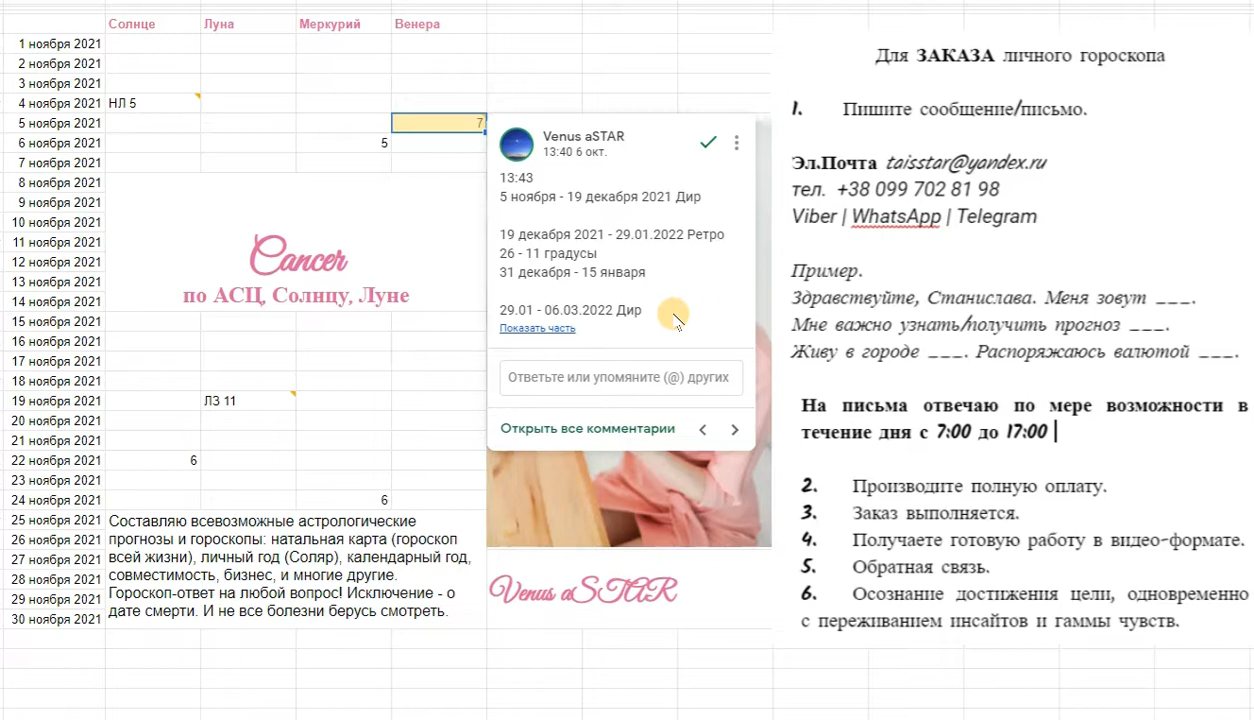 Солнце Луна Меркурий Венера
1 ноября 2021
2 ноября 2021
3 ноября 2021
4 ноября 2021 НЛ 5
5 ноября 2021 7
6 ноября 2021 5
7 ноября 2021
8 ноября 2021
9 ноября 2021
10 ноября 2021
11 ноября 2021
12 ноября 2021
13 ноября 2021
14 ноября 2021
Cancer
по АСЦ, Солнцу, Луне
15 ноября 2021
16 ноября 2021
17 ноября 2021
18 ноября 2021
19 ноября 2021 ЛЗ 11
20 ноября 2021
21 ноября 2021
22 ноября 2021 6
23 ноября 2021
24 ноября 2021 6
25 ноября 2021
26 ноября 2021
27 ноября 2021
28 ноября 2021
29 ноября 2021
30 ноября 2021
Составляю всевозможные астрологические
прогнозы и гороскопы: натальная карта (гороскоп
всей жизни), личный год (Соляр), календарный год,
совместимость, бизнес, и многие другие.
Гороскоп-ответ на любой вопрос! Исключение - о
дате смерти. И не все болезни берусь смотреть.
Venus aSTAR
13:40 6 окт.
13:43
5 ноября - 19 декабря 2021 Дир
19 декабря 2021 - 29.01.2022 Ретро
26 - 11 градусы
31 декабря - 15 января
29.01 - 06.03.2022 Дир
Показать часть
Ответьте или упомяните (@) других
Открыть все комментарии
Venus aSTAR
Для ЗАКАЗА личного гороскопа
1. Пишите сообщение/письмо.
Эл.Почта taisstar@yandex.ru
тел. +38 099 702 81 98
Viber | WhatsApp | Telegram
Пример.
Здравствуйте, Станислава. Меня зовут ___.
Мне важно узнать/получить прогноз ___.
Живу в городе ___. Распоряжаюсь валютой ___.
На письма отвечаю по мере возможности в
течение дня с 7:00 до 17:00
2. Производите полную оплату.
3. Заказ выполняется.
4. Получаете готовую работу в видео-формате.
5. Обратная связь.
6. Осознание достижения цели, одновременно
с переживанием инсайтов и гаммы чувств.